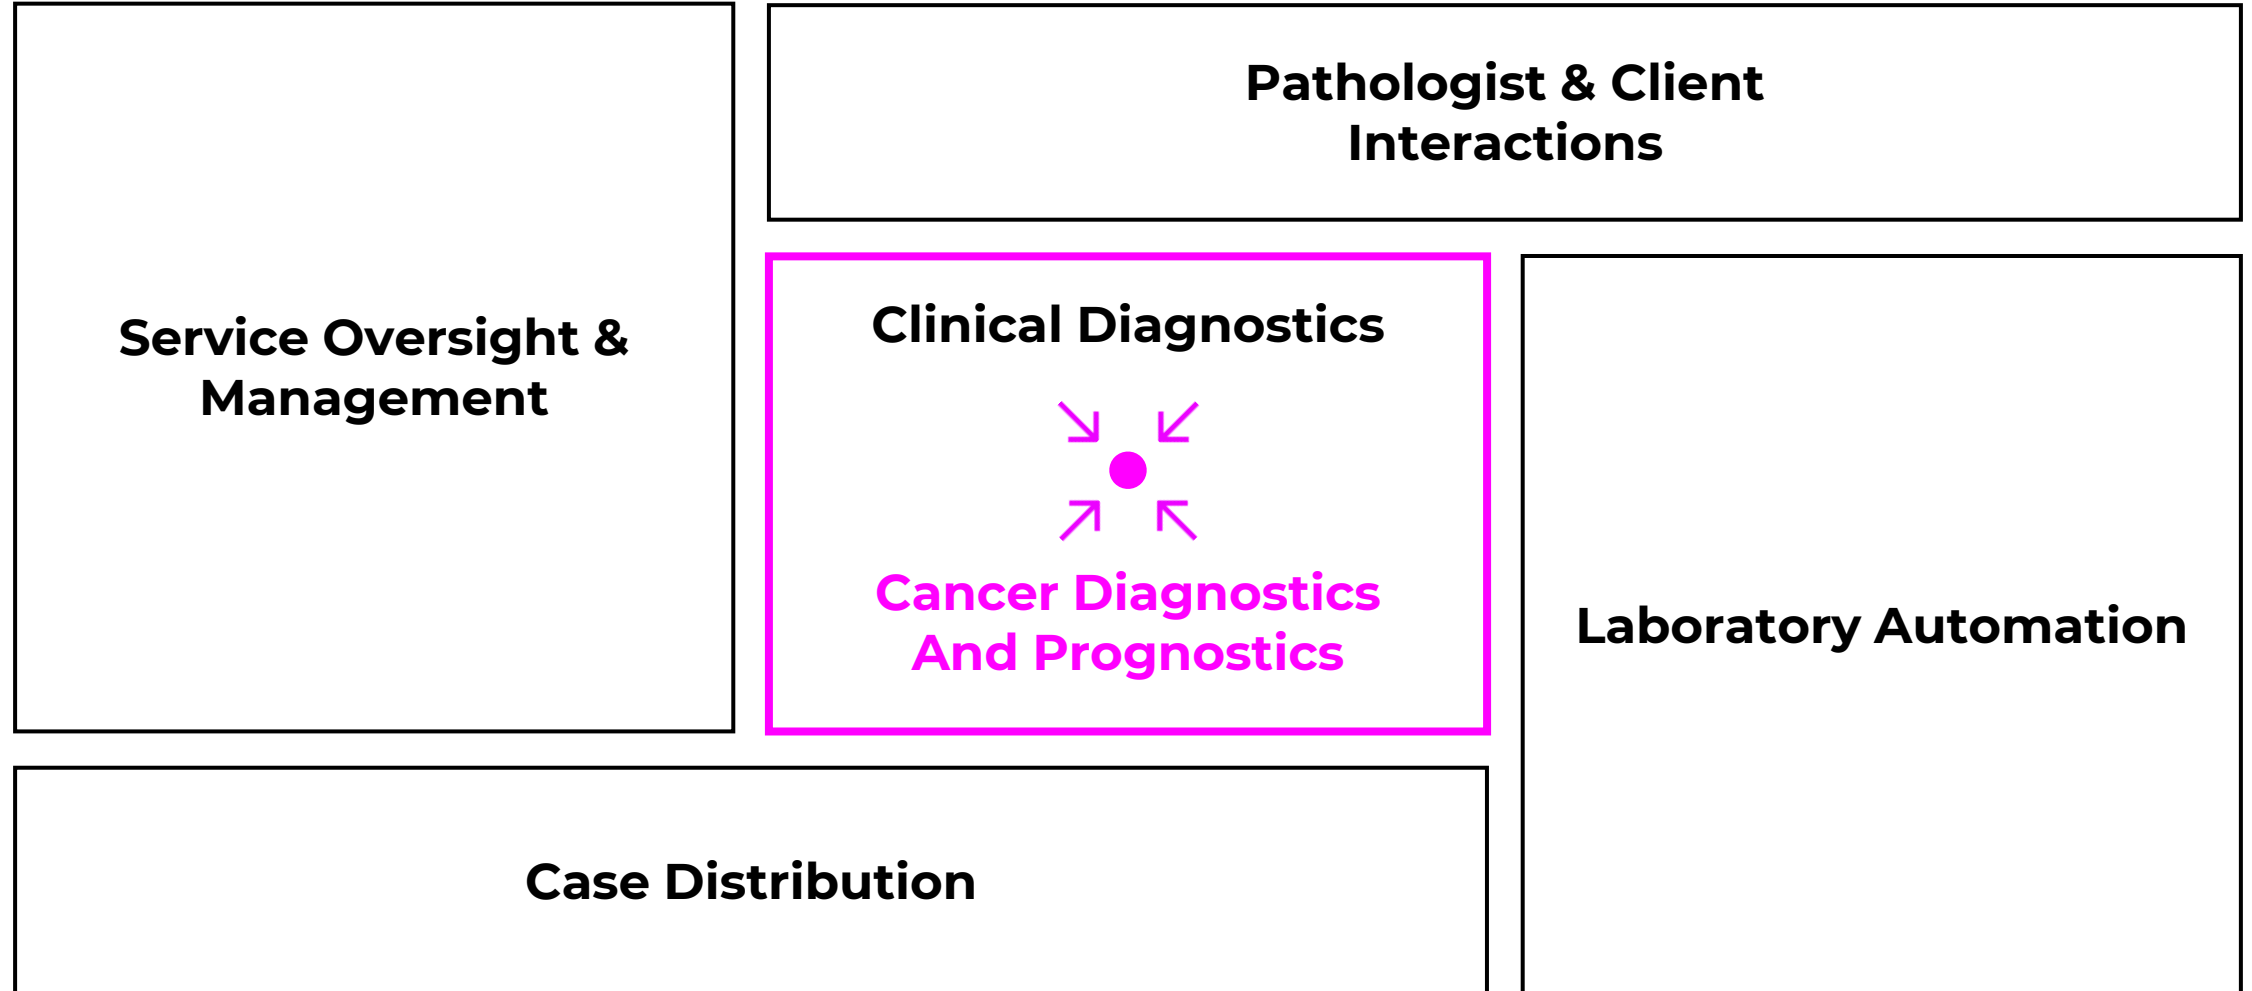 Pathologist & Client
Interactions
Service Oversight &
Management
Clinical Diagnostics
Cancer Diagnostics
And Prognostics
Laboratory Automation
Case Distribution